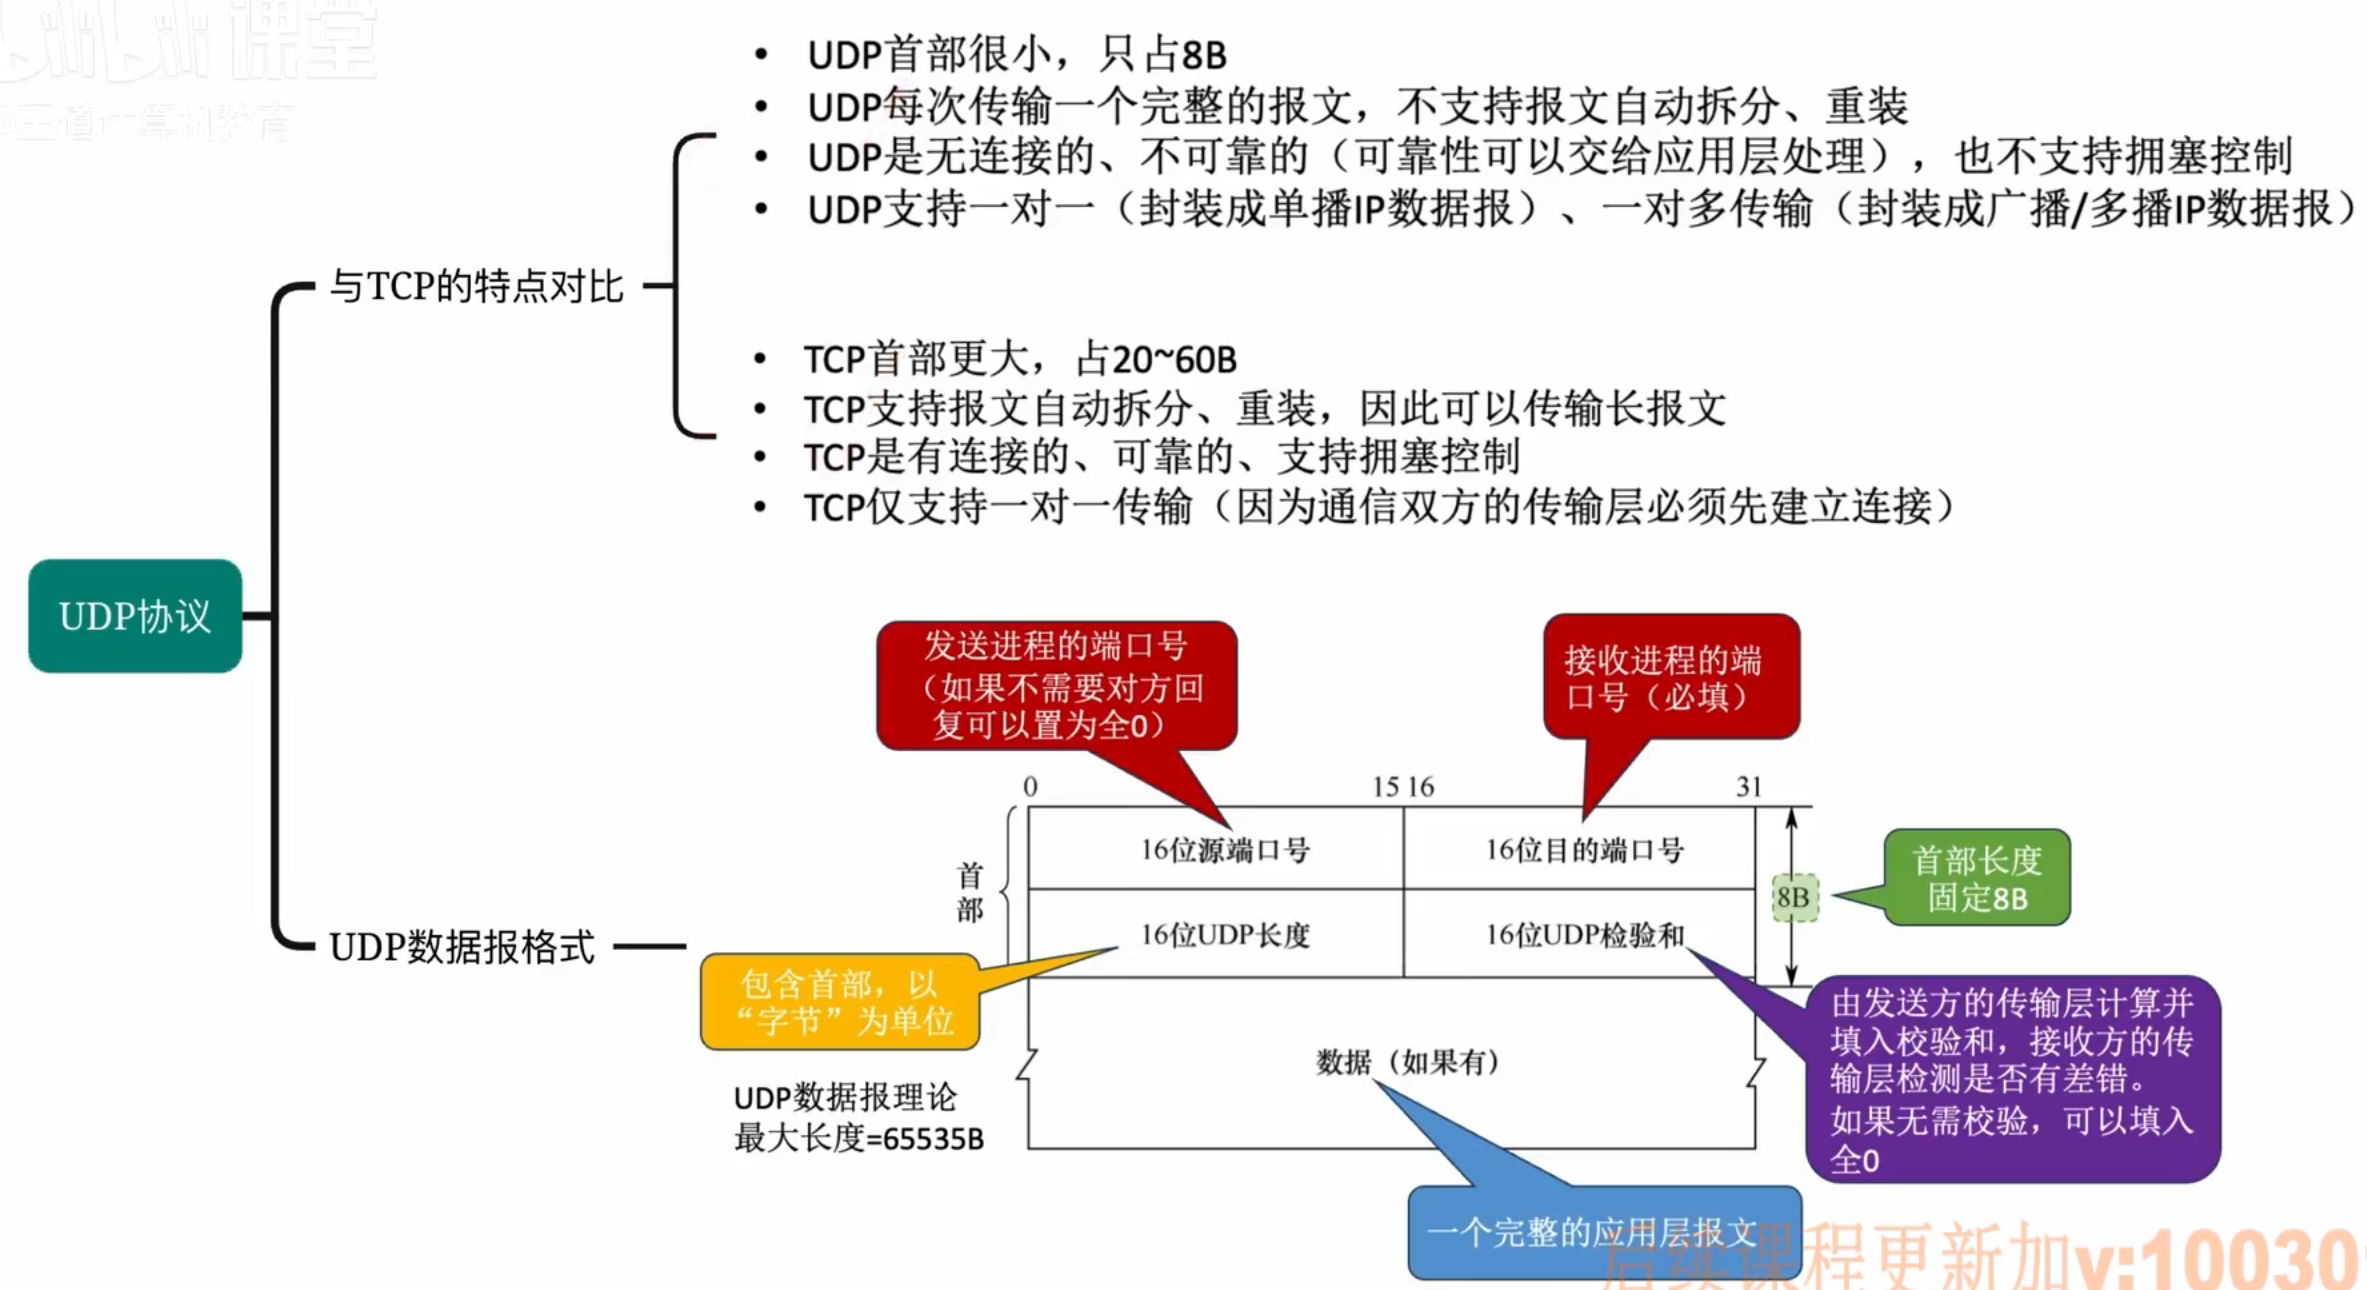 课堂
王道计算机教育
• UDP首部很小，只占8B
• UDP每次传输一个完整的报文，不支持报文自动拆分、重装
• UDP是无连接的、不可靠的（可靠性可以交给应用层处理），也不支持拥塞控制
• UDP支持一对一（封装成单播IP数据报）、一对多传输（封装成广播/多播IP数据报）
与TCP的特点对比
• TCP首部更大，占20~60B
• TCP支持报文自动拆分、重装，因此可以传输长报文
• TCP是有连接的、可靠的、支持拥塞控制
• TCP仅支持一对一传输（因为通信双方的传输层必须先建立连接）
UDP协议
发送进程的端口号
（如果不需要对方回
复可以置为全0）
接收进程的端
口号（必填）
0 15 16 31
16位源端口号 16位目的端口号
首部
8B
首部长度
固定8B
16位UDP长度 16位UDP检验和
UDP数据报格式
包含首部，以
“字节”为单位
由发送方的传输层计算并
填入校验和，接收方的传
输层检测是否有差错。
如果无需校验，可以填入
全0
数据（如果有）
UDP数据报理论
最大长度=65535B
一个完整的应用层报文
后续课程更新加v:10030